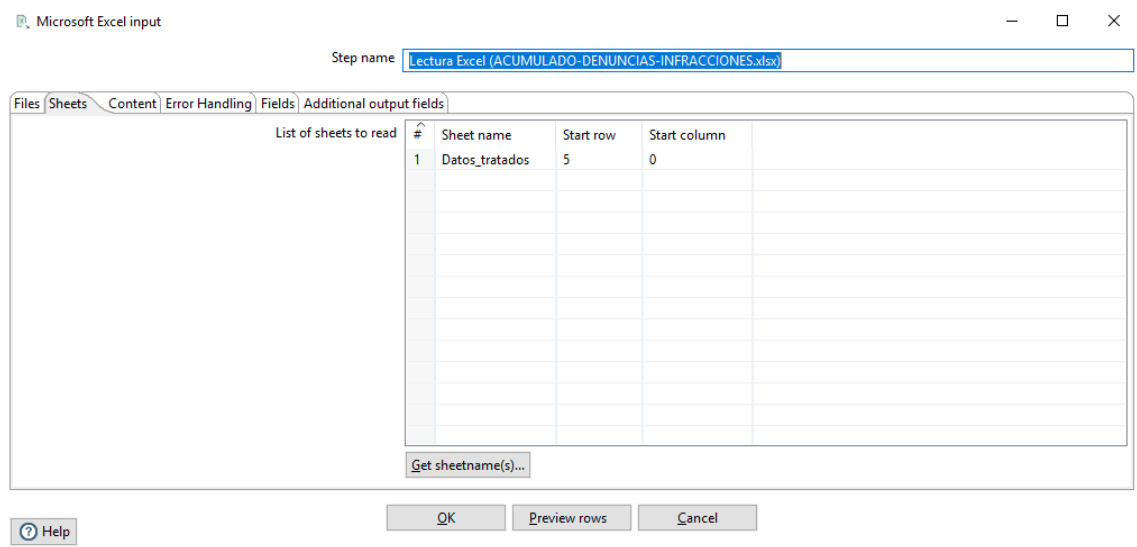 Microsoft Excel input
Step name Lectura Excel (ACUMULADO-DENUNCIAS-INFRACCIONES.xlsx)
Files Sheets Content Error Handling Fields Additional output fields
List of sheets to read # Sheet name Start row Start column
1 Datos_tratados 5 0
Get sheetname(s)...
OK Preview rows Cancel
Help